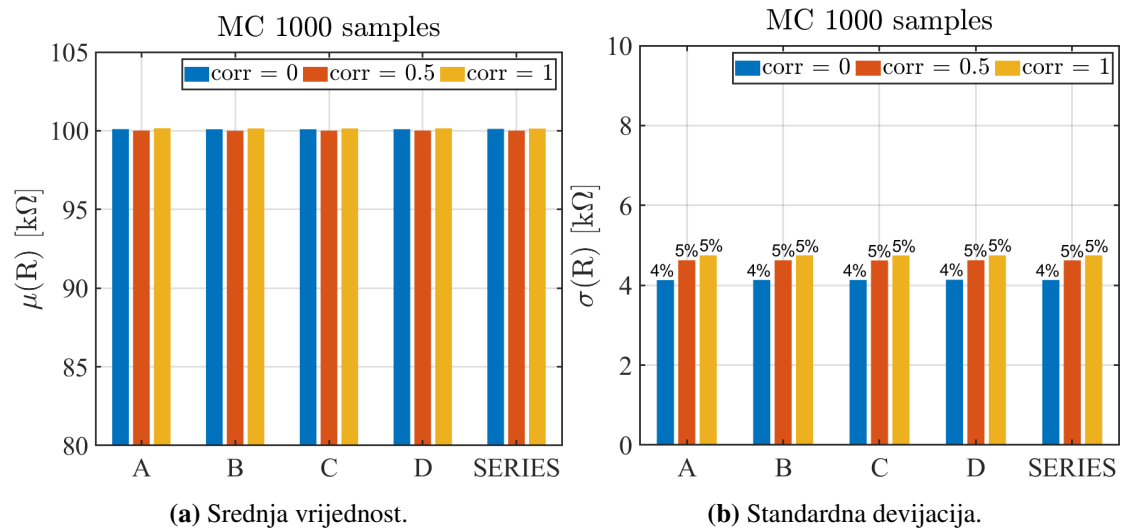 MC 1000 samples
corr = 0 corr = 0.5 corr = 1
μ(R) [kΩ]
105
100
95
90
85
80
A B C D SERIES
(a) Srednja vrijednost.
MC 1000 samples
corr = 0 corr = 0.5 corr = 1
σ(R) [kΩ]
10
8
6
4
2
0
4% 5% 5% 4% 5% 5% 4% 5% 5% 4% 5% 5% 4% 5% 5%
A B C D SERIES
(b) Standardna devijacija.